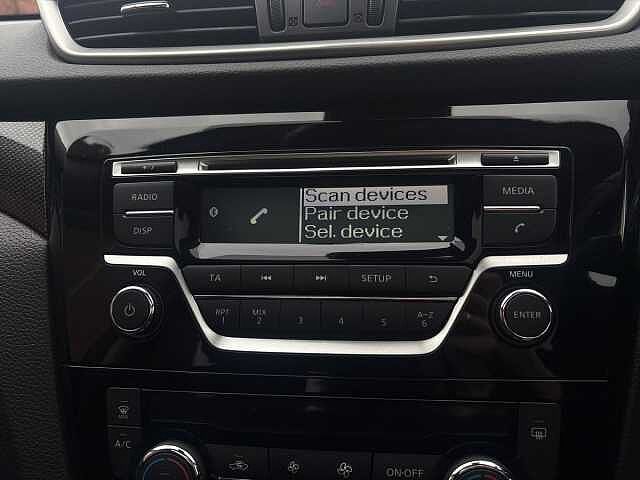 RADIO
DISP
Scan devices
Pair device
Sel. device
MEDIA
VOL
TA
SETUP
MENU
RPT
1
MIX
2
3
4
5
A-Z
6
ENTER
A/C
ON·OFF